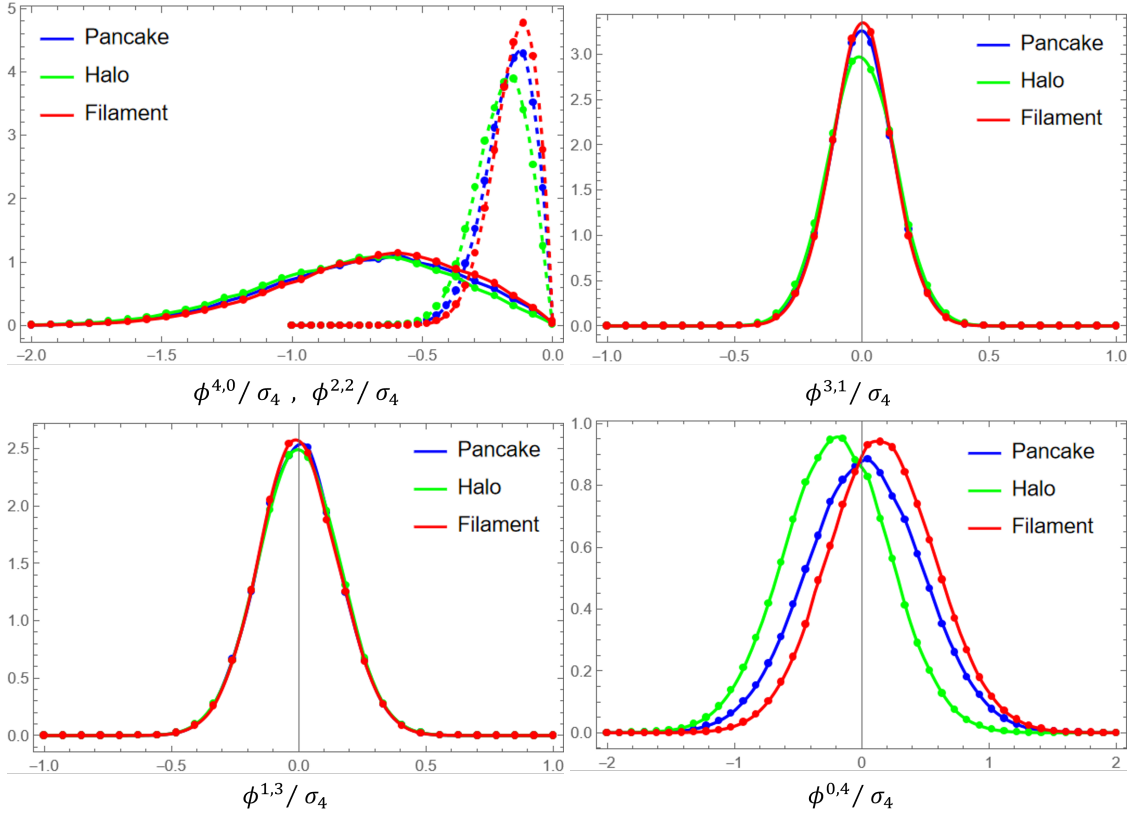 5
4
3
2
1
0
Pancake
Halo
Filament
−2.0 −1.5 −1.0 −0.5 0.0
ϕ^{4,0}/ σ_4 , ϕ^{2,2}/ σ_4
3.0
2.5
2.0
1.5
1.0
0.5
0.0
Pancake
Halo
Filament
−1.0 −0.5 0.0 0.5 1.0
ϕ^{3,1}/ σ_4
2.5
2.0
1.5
1.0
0.5
0.0
Pancake
Halo
Filament
−1.0 −0.5 0.0 0.5 1.0
ϕ^{1,3}/ σ_4
1.0
0.8
0.6
0.4
0.2
0.0
Pancake
Halo
Filament
−2 −1 0 1 2
ϕ^{0,4}/ σ_4